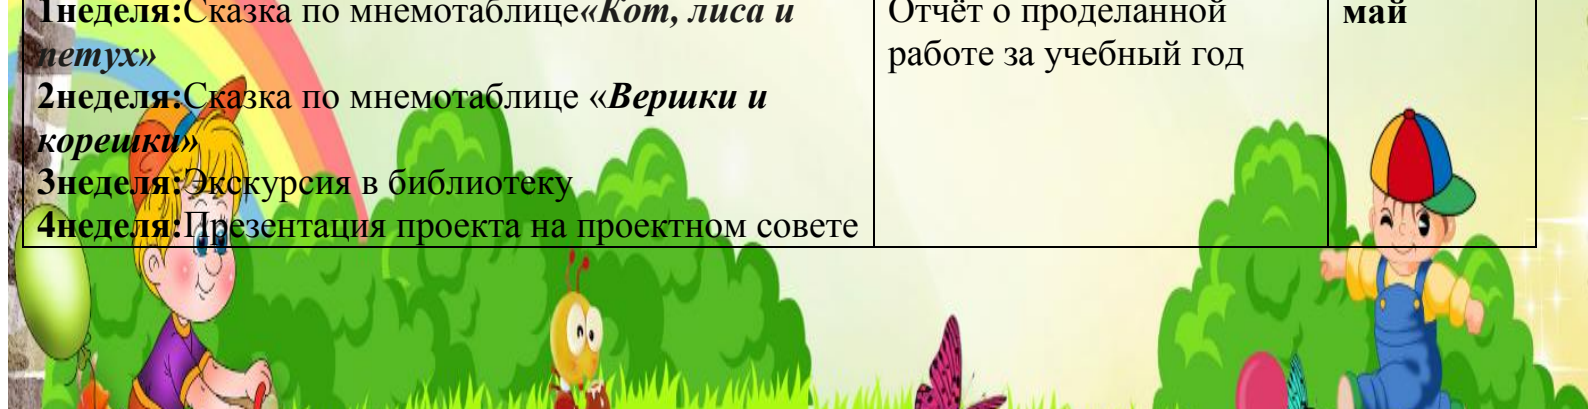 1неделя:Сказка по мнемотаблице«Кот, лиса и
петух»
2неделя:Сказка по мнемотаблице «Вершки и
корешки»
3неделя:Экскурсия в библиотеку
4неделя:Презентация проекта на проектном совете
Отчёт о проделанной
работе за учебный год
май